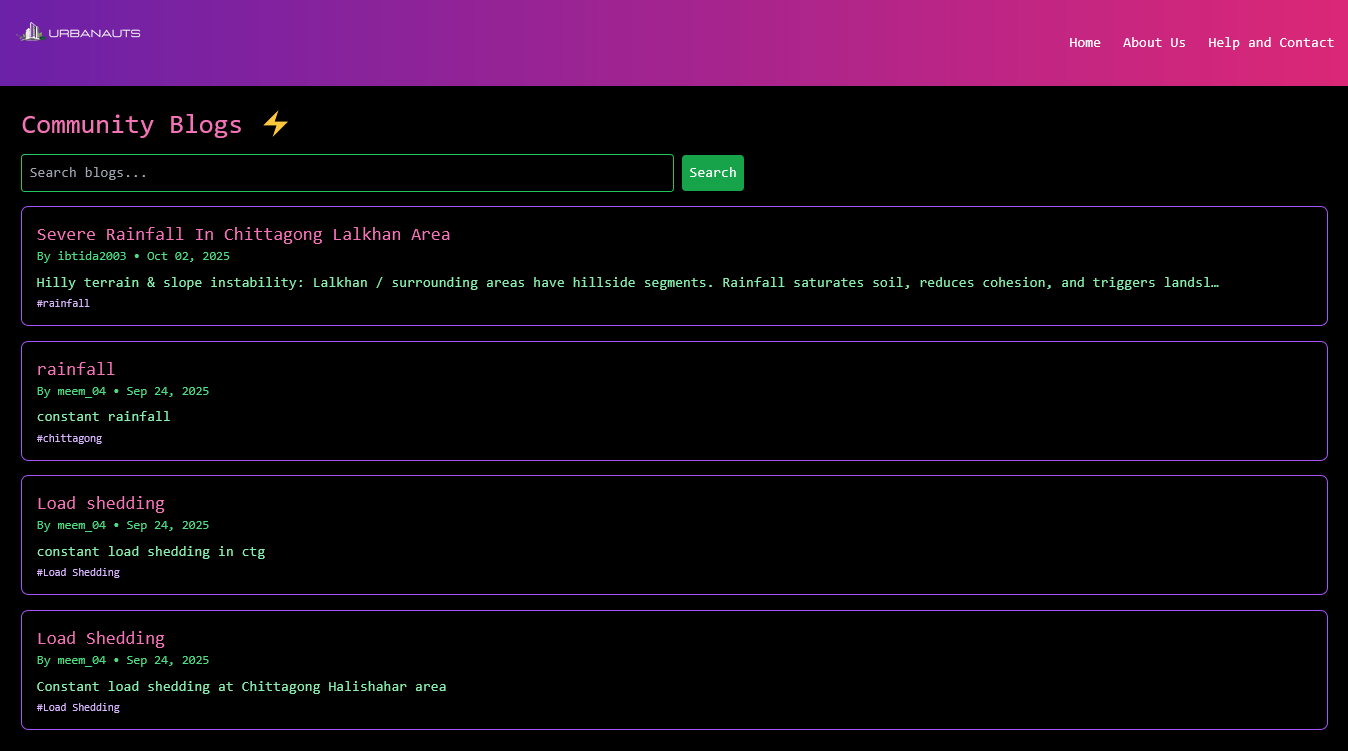 URBANAUTS
Home About Us Help and Contact
Community Blogs ⚡
Search blogs... Search
Severe Rainfall In Chittagong Lalkhan Area
By ibtida2003 • Oct 02, 2025
Hilly terrain & slope instability: Lalkhan / surrounding areas have hillside segments. Rainfall saturates soil, reduces cohesion, and triggers landsl…
#rainfall
rainfall
By meem_04 • Sep 24, 2025
constant rainfall
#chittagong
Load shedding
By meem_04 • Sep 24, 2025
constant load shedding in ctg
#Load Shedding
Load Shedding
By meem_04 • Sep 24, 2025
Constant load shedding at Chittagong Halishahar area
#Load Shedding